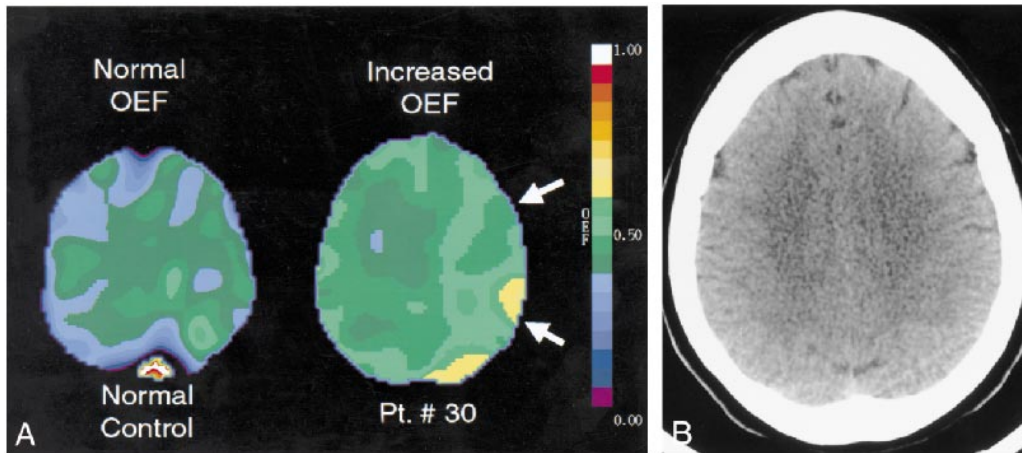 Normal
OEF
Increased
OEF
1.00
OEF
0.50
0.00
Normal
Control
Pt. # 30
A
B